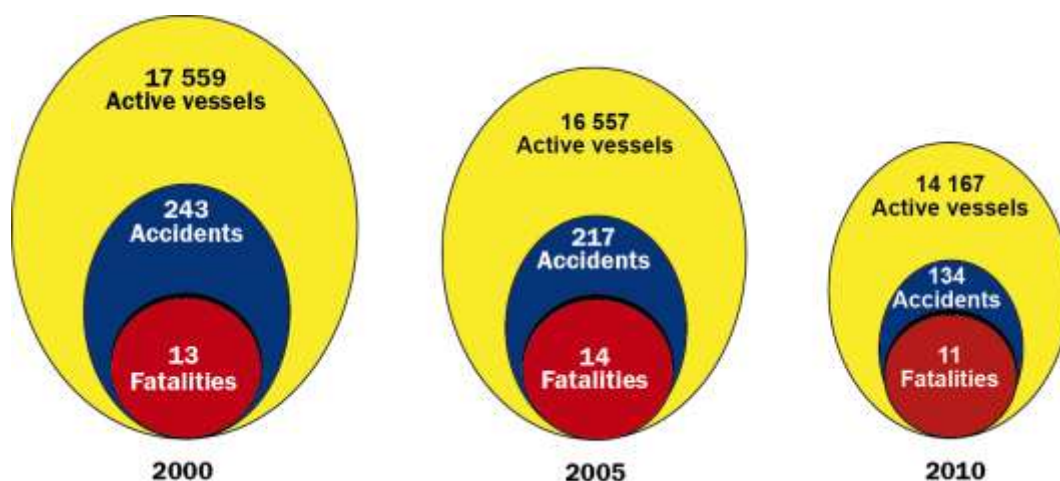 17 559
Active vessels
243
Accidents
13
Fatalities
2000
16 557
Active vessels
217
Accidents
14
Fatalities
2005
14 167
Active vessels
134
Accidents
11
Fatalities
2010